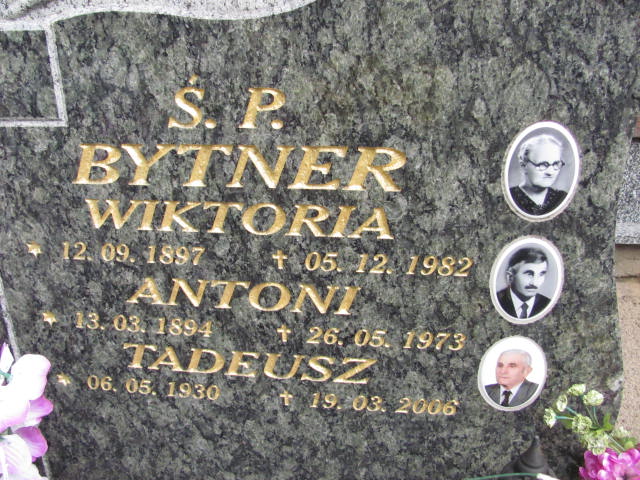 Ś. P.
BYTNER
WIKTORIA
* 12. 09. 1897 ✝ 05. 12. 1982
ANTONI
* 13. 03. 1894 ✝ 26. 05. 1973
TADEUSZ
* 06. 05. 1930 ✝ 19. 03. 2006